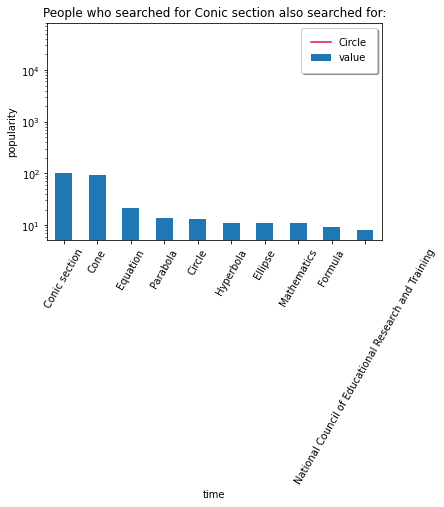 People who searched for Conic section also searched for:
Circle
value
popularity
10⁴
10³
10²
10¹
Conic section
Cone
Equation
Parabola
Circle
Hyperbola
Ellipse
Mathematics
Formula
National Council of Educational Research and Training
time